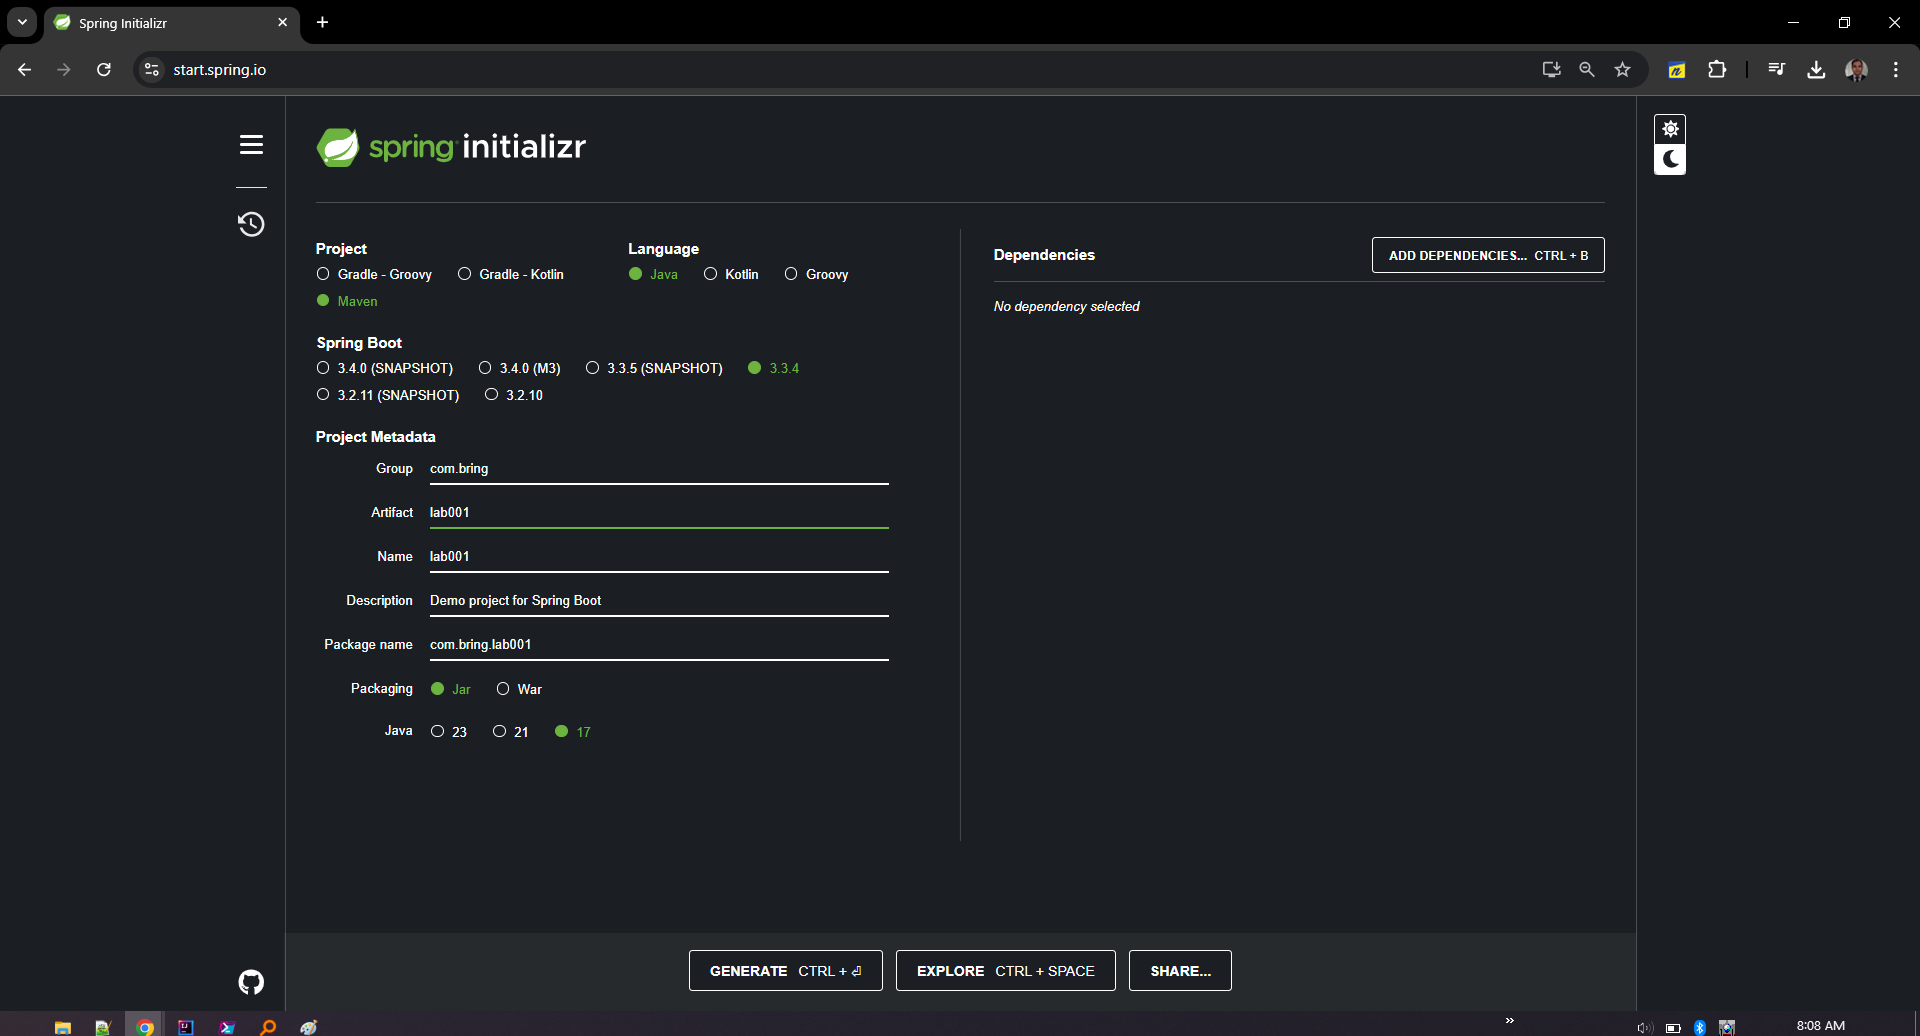 Spring Initializr
start.spring.io
spring initializr
Project
Gradle - Groovy Gradle - Kotlin
Maven
Language
Java Kotlin Groovy
Spring Boot
3.4.0 (SNAPSHOT) 3.4.0 (M3) 3.3.5 (SNAPSHOT) 3.3.4
3.2.11 (SNAPSHOT) 3.2.10
Project Metadata
Group com.bring
Artifact lab001
Name lab001
Description Demo project for Spring Boot
Package name com.bring.lab001
Packaging Jar War
Java 23 21 17
Dependencies ADD DEPENDENCIES... CTRL + B
No dependency selected
GENERATE CTRL + ⏎ EXPLORE CTRL + SPACE SHARE...
8:08 AM